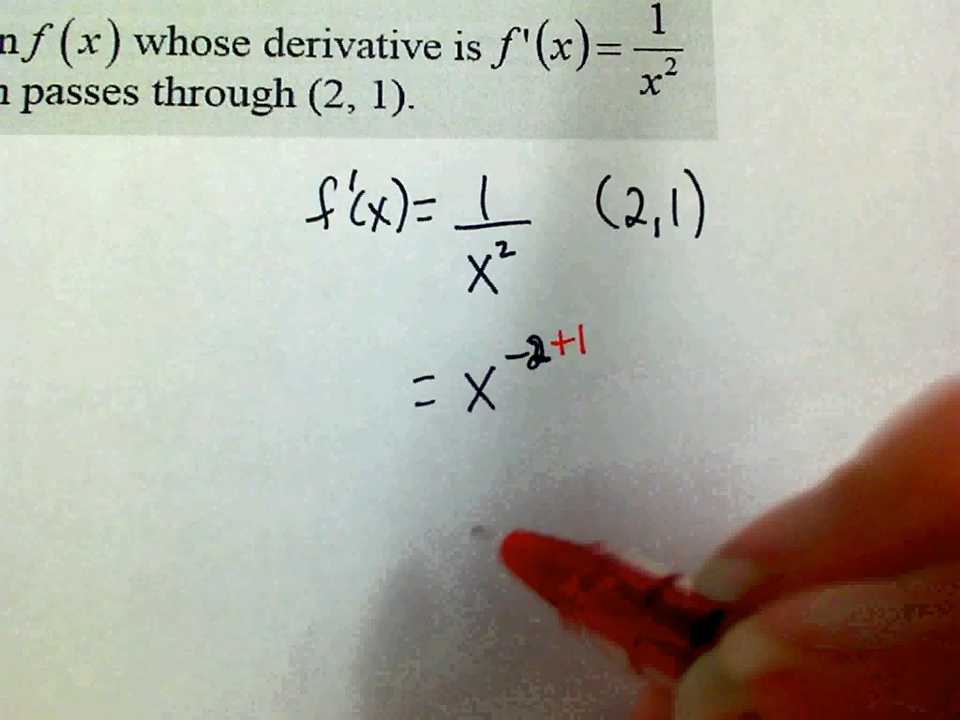 n f (x) whose derivative is f'(x) = 1/x²
n passes through (2, 1).
f'(x) = 1/x² (2,1)
= x^(-2+1)